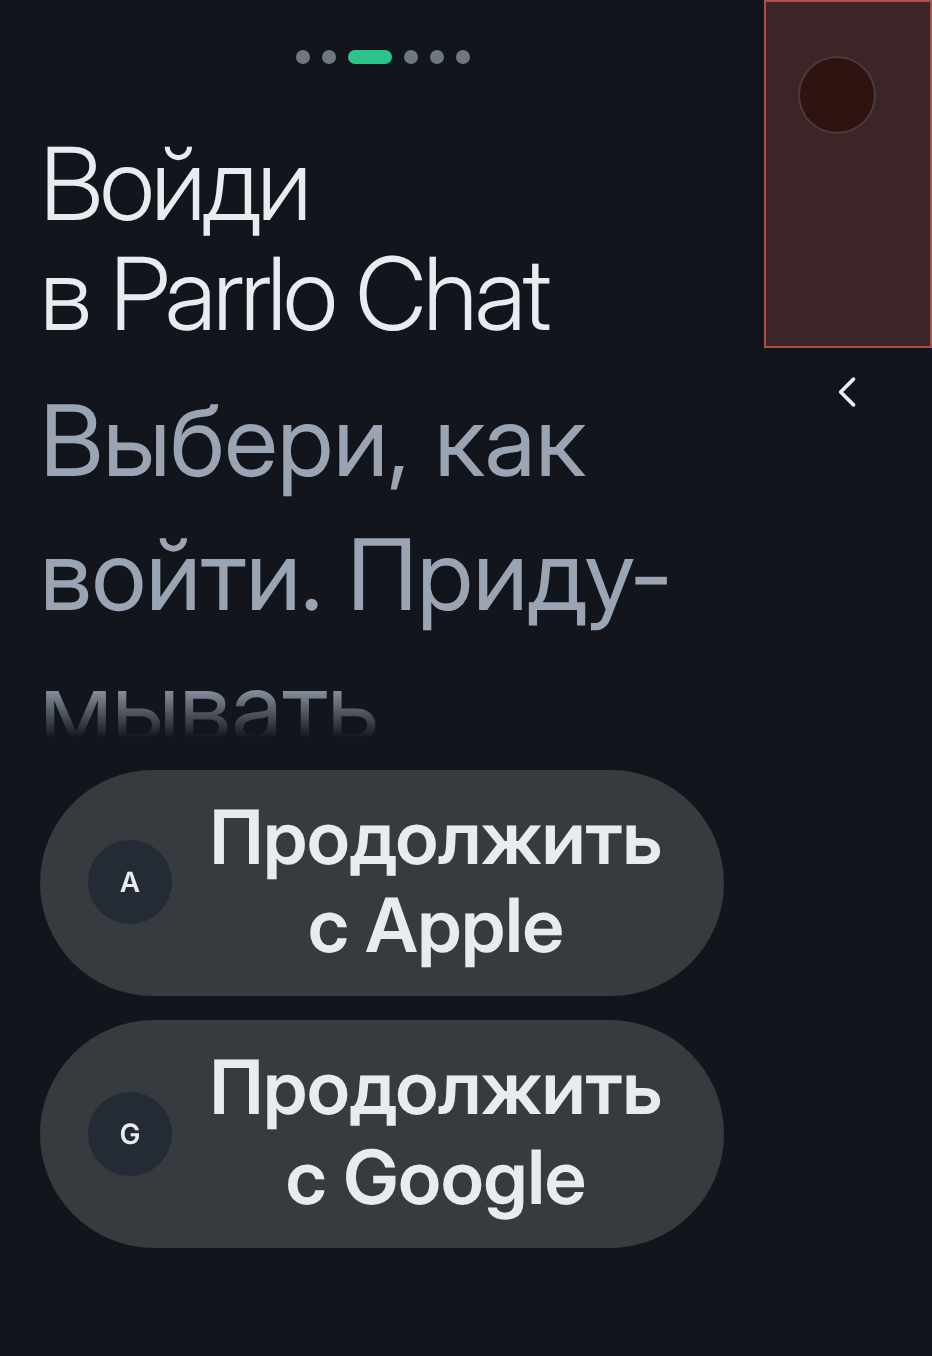 Войди
в Parrlo Chat
Выбери, как
войти. Приду-
мывать
A
Продолжить
с Apple
G
Продолжить
с Google